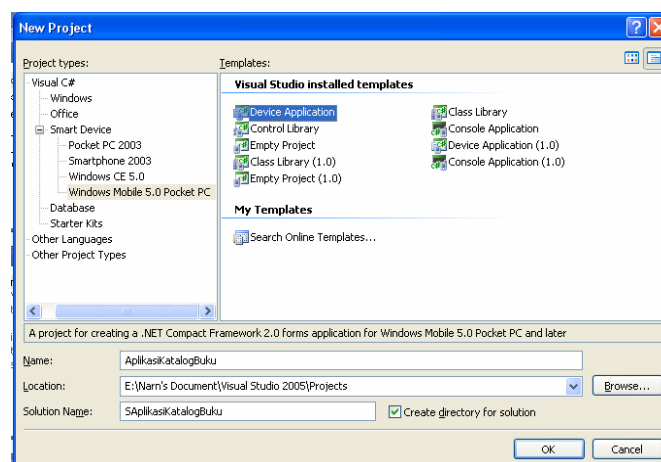 New Project
Project types:
Templates:
Visual C#
Windows
Office
Smart Device
Pocket PC 2003
Smartphone 2003
Windows CE 5.0
Windows Mobile 5.0 Pocket PC
Database
Starter Kits
Other Languages
Other Project Types
Visual Studio installed templates
Device Application
Control Library
Empty Project
Class Library (1.0)
Empty Project (1.0)
Class Library
Console Application
Device Application (1.0)
Console Application (1.0)
My Templates
Search Online Templates...
A project for creating a .NET Compact Framework 2.0 forms application for Windows Mobile 5.0 Pocket PC and later
Name:
AplikasiKatalogBuku
Location:
E:\Narn's Document\Visual Studio 2005\Projects
Browse...
Solution Name:
SAplikasiKatalogBuku
Create directory for solution
OK
Cancel